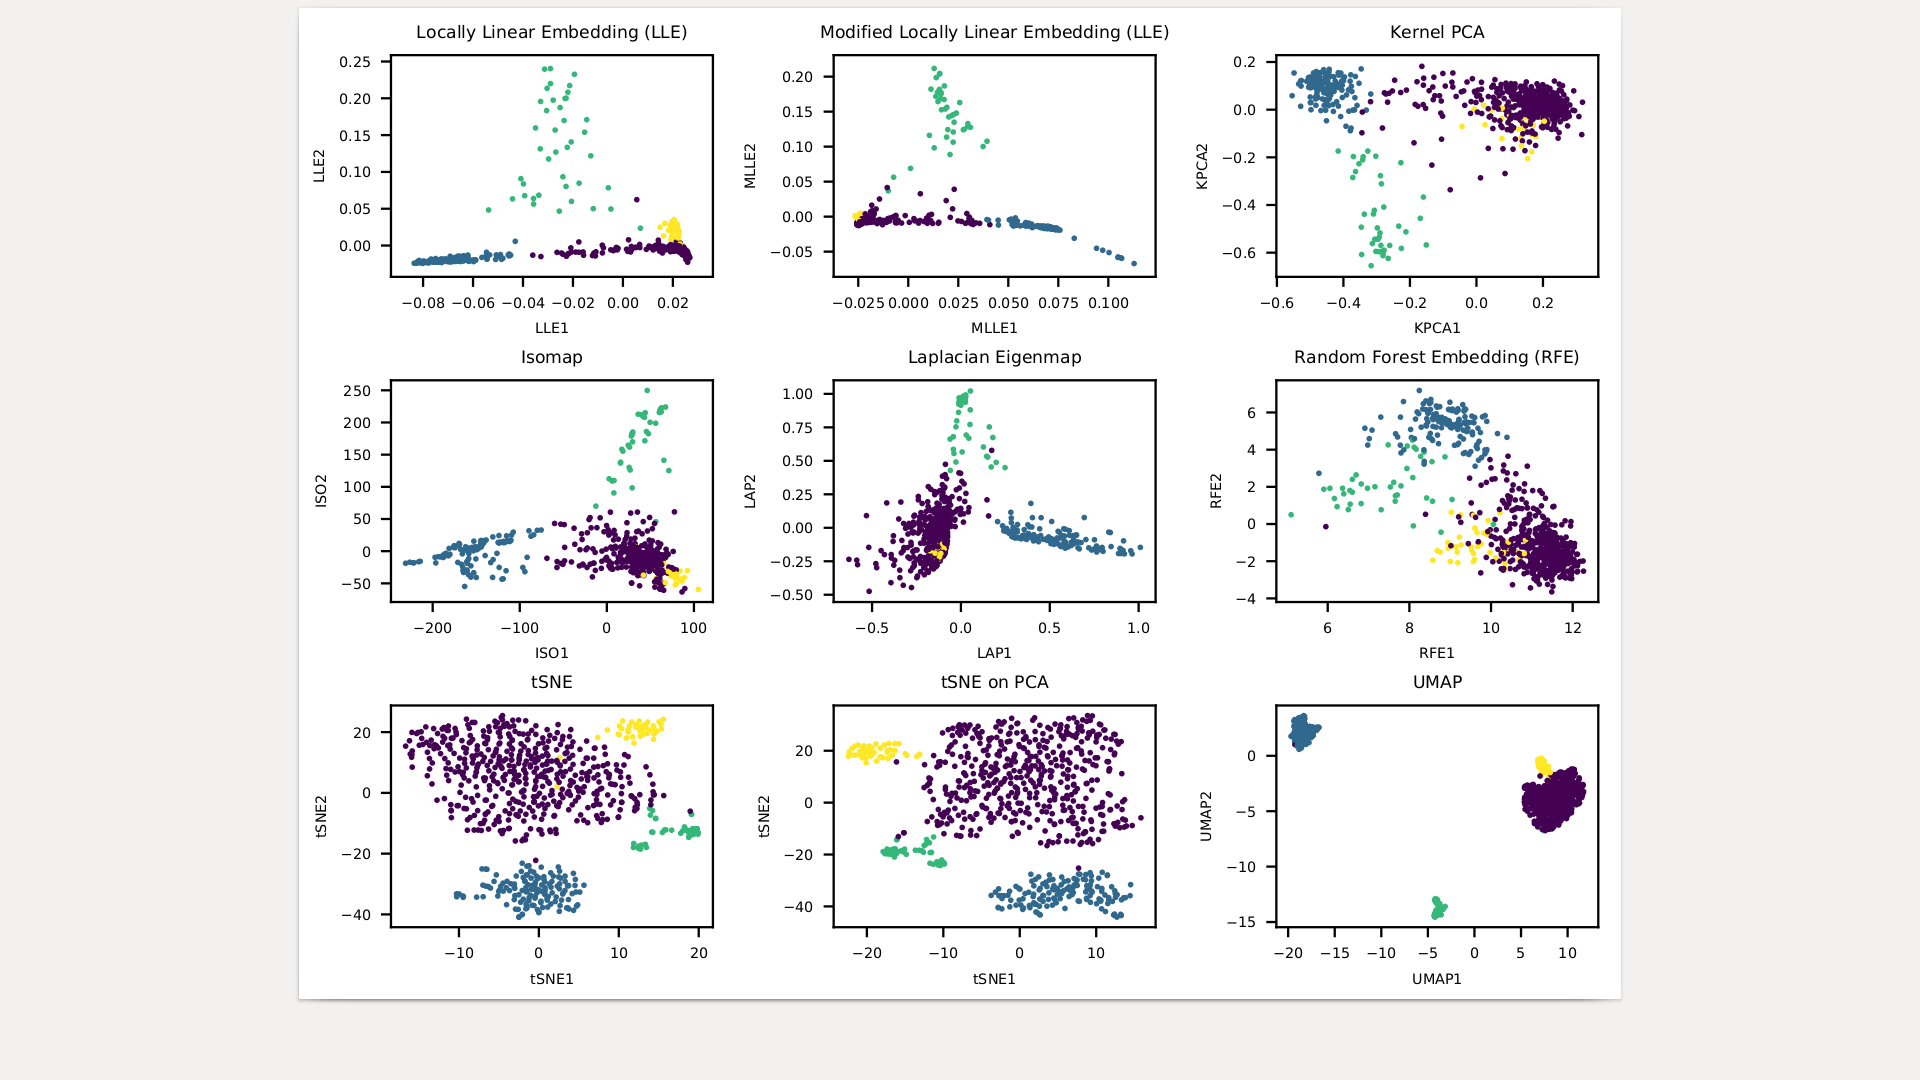 Locally Linear Embedding (LLE)
0.25
0.20
0.15
0.10
0.05
0.00
LLE2
−0.08 −0.06 −0.04 −0.02 0.00 0.02
LLE1
Modified Locally Linear Embedding (LLE)
0.20
0.15
0.10
0.05
0.00
−0.05
MLLE2
−0.025 0.000 0.025 0.050 0.075 0.100
MLLE1
Kernel PCA
0.2
0.0
−0.2
−0.4
−0.6
KPCA2
−0.6 −0.4 −0.2 0.0 0.2
KPCA1
Isomap
250
200
150
100
50
0
−50
ISO2
−200 −100 0 100
ISO1
Laplacian Eigenmap
1.00
0.75
0.50
0.25
0.00
−0.25
−0.50
LAP2
−0.5 0.0 0.5 1.0
LAP1
Random Forest Embedding (RFE)
6
4
2
0
−2
−4
RFE2
6 8 10 12
RFE1
tSNE
20
0
−20
−40
tSNE2
−10 0 10 20
tSNE1
tSNE on PCA
20
0
−20
−40
tSNE2
−20 −10 0 10
tSNE1
UMAP
0
−5
−10
−15
UMAP2
−20 −15 −10 −5 0 5 10
UMAP1